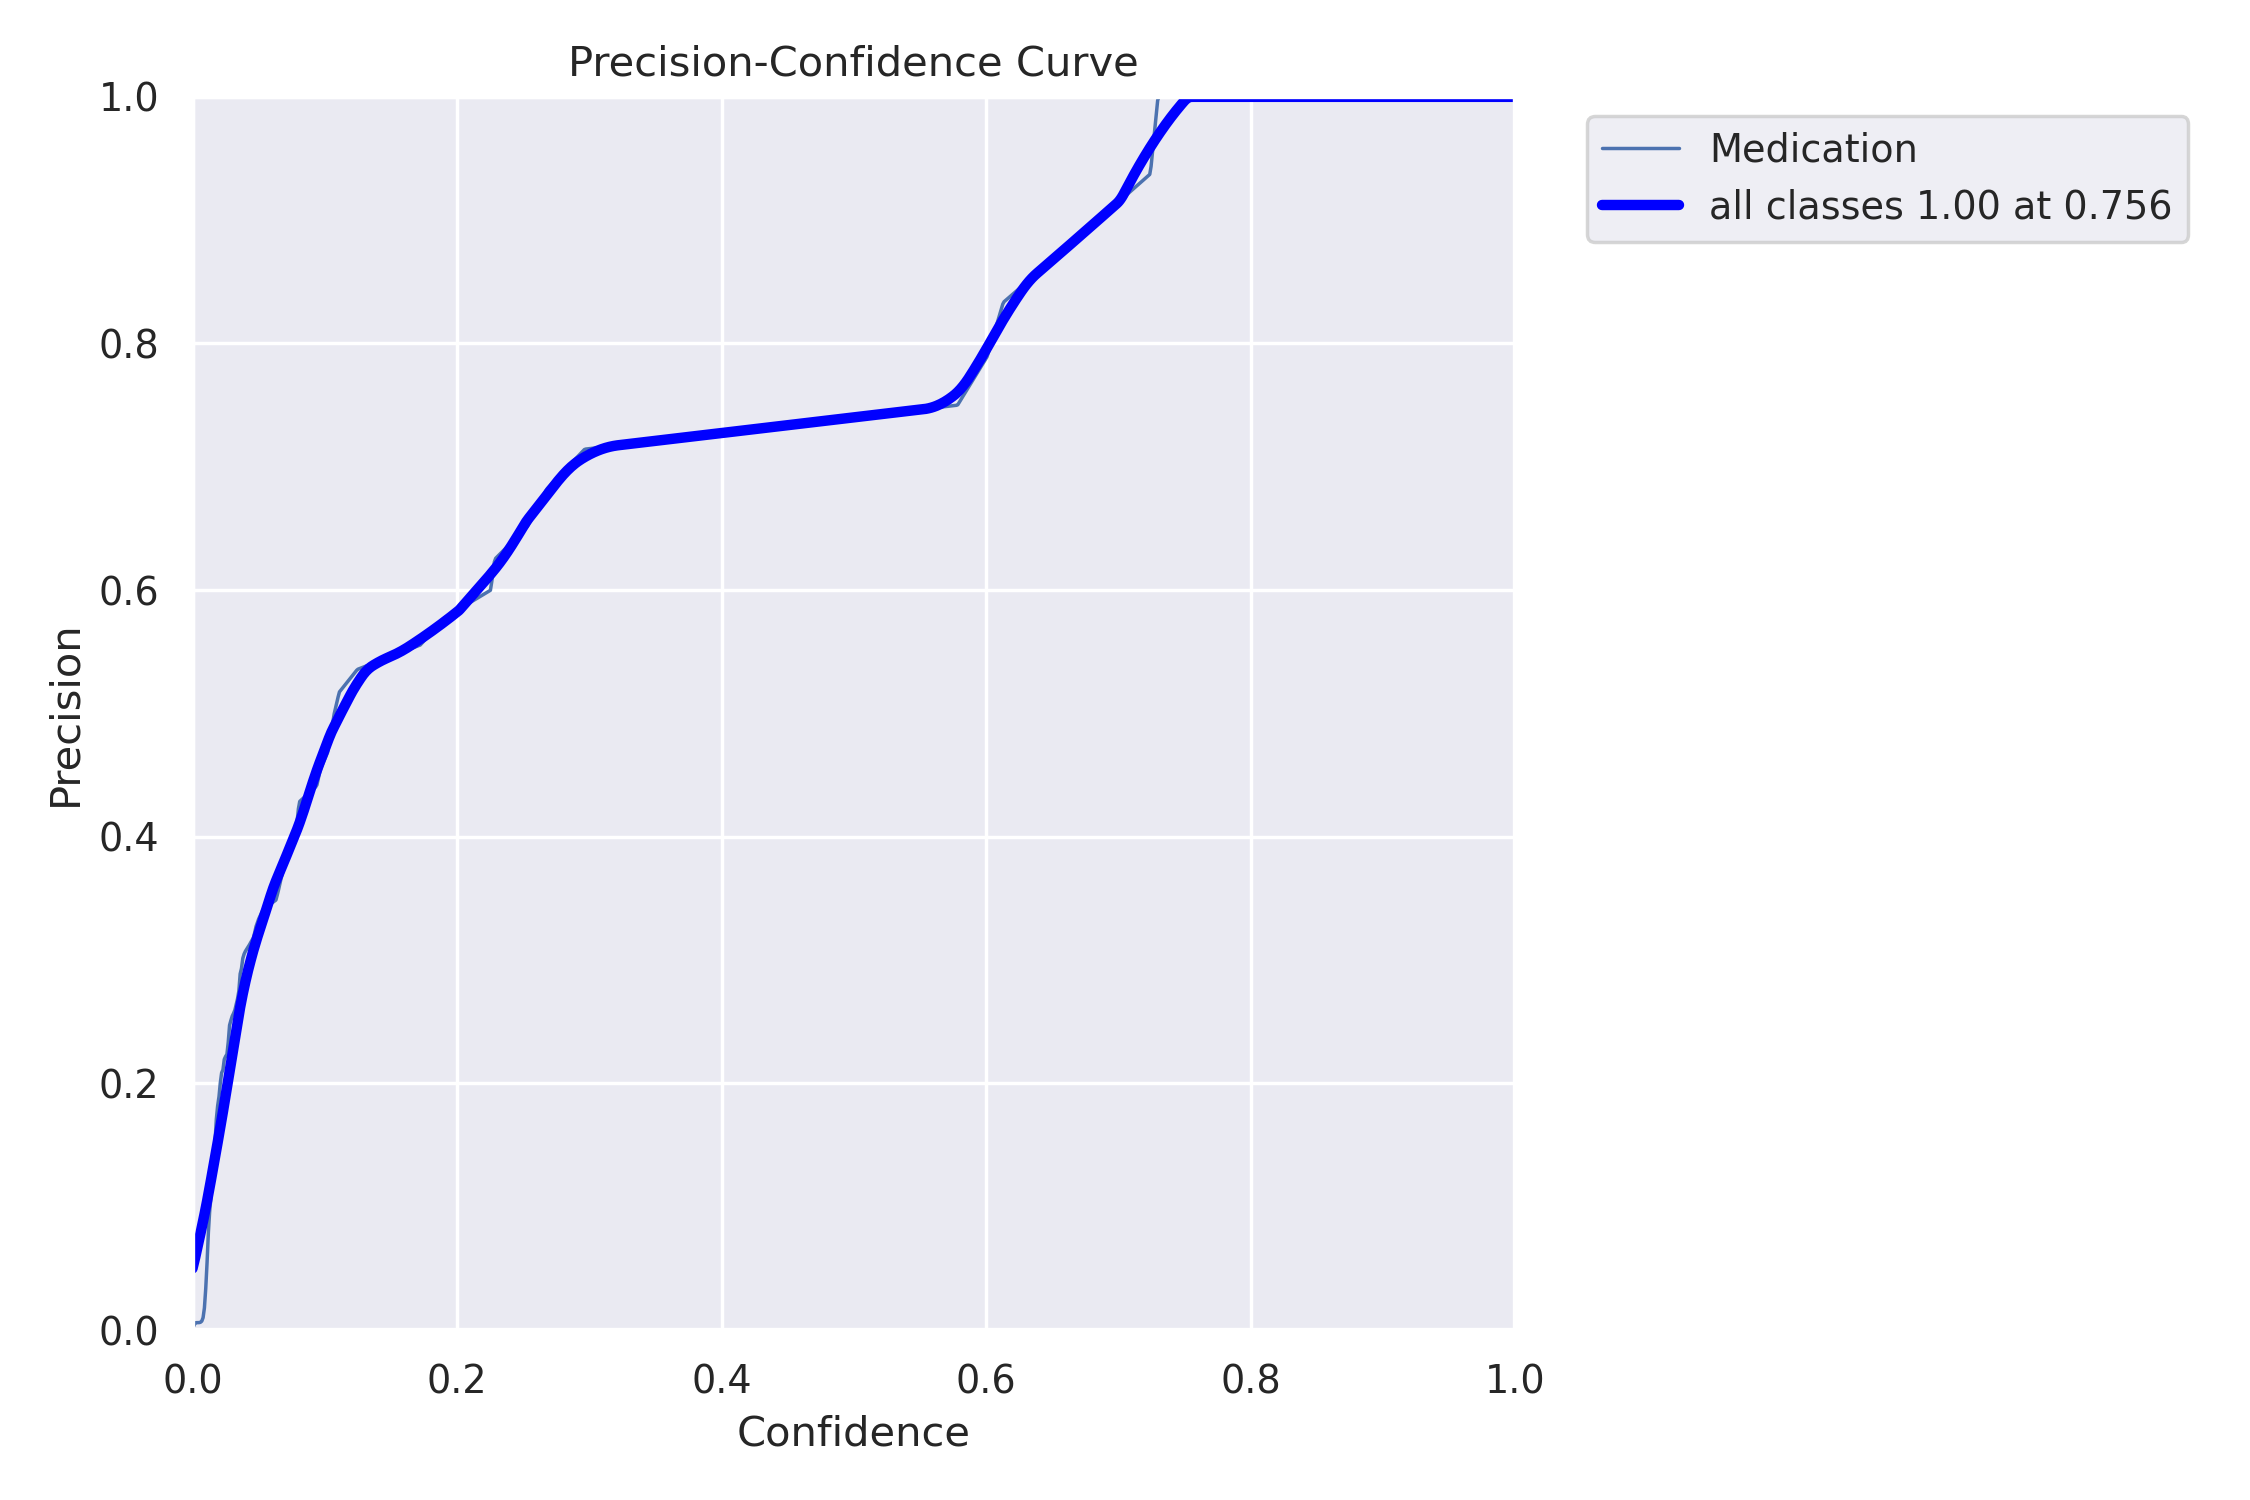 Precision-Confidence Curve
1.0
0.8
0.6
0.4
0.2
0.0
Precision
0.0 0.2 0.4 0.6 0.8 1.0
Confidence
Medication
all classes 1.00 at 0.756